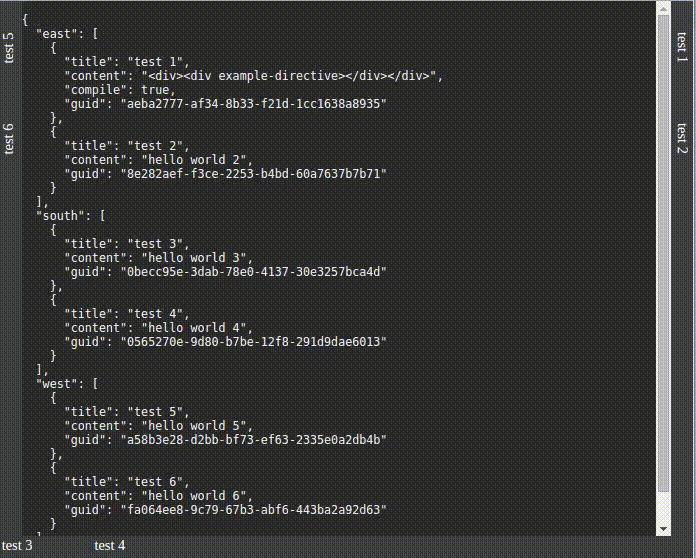 {
  "east": [
    {
      "title": "test 1",
      "content": "<div><div example-directive></div></div>",
      "compile": true,
      "guid": "aeba2777-af34-8b33-f21d-1cc1638a8935"
    },
    {
      "title": "test 2",
      "content": "hello world 2",
      "guid": "8e282aef-f3ce-2253-b4bd-60a7637b7b71"
    }
  ],
  "south": [
    {
      "title": "test 3",
      "content": "hello world 3",
      "guid": "0becc95e-3dab-78e0-4137-30e3257bca4d"
    },
    {
      "title": "test 4",
      "content": "hello world 4",
      "guid": "0565270e-9d80-b7be-12f8-291d9dae6013"
    }
  ],
  "west": [
    {
      "title": "test 5",
      "content": "hello world 5",
      "guid": "a58b3e28-d2bb-bf73-ef63-2335e0a2db4b"
    },
    {
      "title": "test 6",
      "content": "hello world 6",
      "guid": "fa064ee8-9c79-67b3-abf6-443ba2a92d63"
    }
  ]
test 5
test 6
test 1
test 2
test 3
test 4